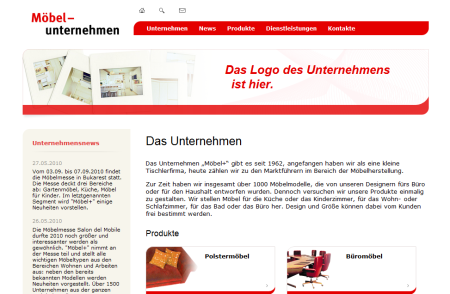 Möbel-
unternehmen
Unternehmen News Produkte Dienstleistungen Kontakte
Das Logo des Unternehmens
ist hier.
Unternehmensnews
27.05.2010
Vom 03.09. bis 07.09.2010 findet
die Möbelmesse in Bukarest statt.
Die Messe deckt drei Bereiche
ab: Gartenmöbel, Küche, Möbel
für Kinder. Im letztgenannten
Segment wird "Möbel+" einige
Neuheiten vorstellen.
26.05.2010
Die Möbelmesse Salon del Mobile
durfte 2010 noch größer und
interessanter werden als
gewöhnlich. "Möbel+" nimmt an
der Messe teil und stellt alle
wichtigen Möbeltypen aus den
Bereichen Wohnen und Arbeiten
aus: neben den bereits
bekannten Modellen werden
Neuheiten vorgestellt. Über 1500
Unternehmen aus der ganzen
Das Unternehmen
Das Unternehmen „Möbel+“ gibt es seit 1962, angefangen haben wir als eine kleine
Tischlerfirma, heute zählen wir zu den Marktführern im Bereich der Möbelherstellung.
Zur Zeit haben wir insgesamt über 1000 Möbelmodelle, die von unseren Designern fürs Büro
oder für den Haushalt entworfen wurden. Dennoch versuchen wir unsere Produkte einmalig
zu gestalten. Wir stellen Möbel für die Küche oder das Kinderzimmer, für das Wohn- oder
Schlafzimmer, für das Bad oder das Büro her. Design und Größe können dabei vom Kunden
frei bestimmt werden.
Produkte
Polstermöbel
Büromöbel